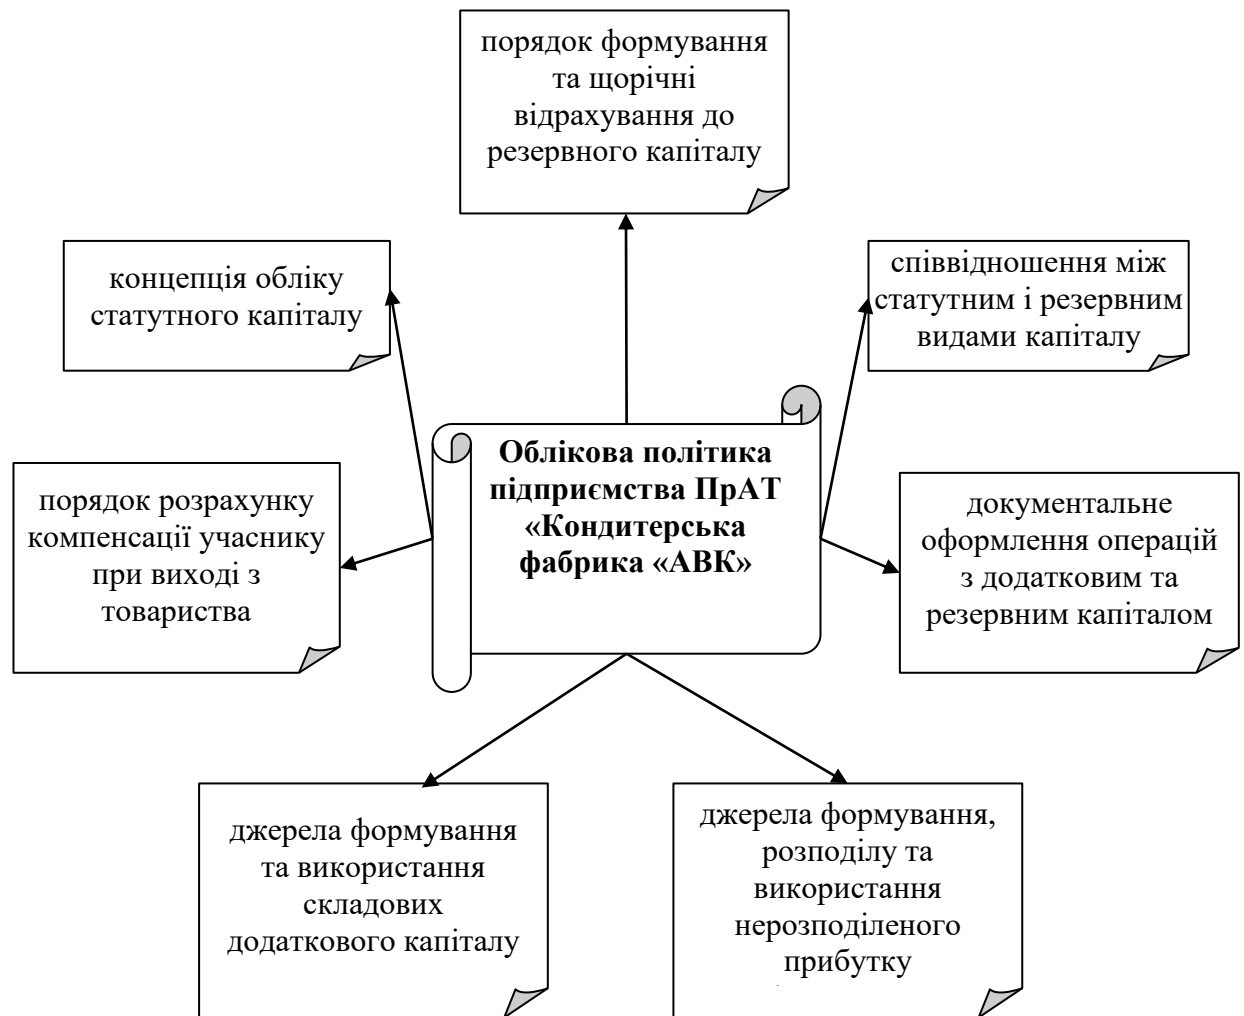 порядок формування
та щорічні
відрахування до
резервного капіталу
концепція обліку
статутного капіталу
співвідношення між
статутним і резервним
видами капіталу
Облікова політика
підприємства ПрАТ
«Кондитерська
фабрика «АВК»
порядок розрахунку
компенсації учаснику
при виході з
товариства
документальне
оформлення операцій
з додатковим та
резервним капіталом
джерела формування
та використання
складових
додаткового капіталу
джерела формування,
розподілу та
використання
нерозподіленого
прибутку